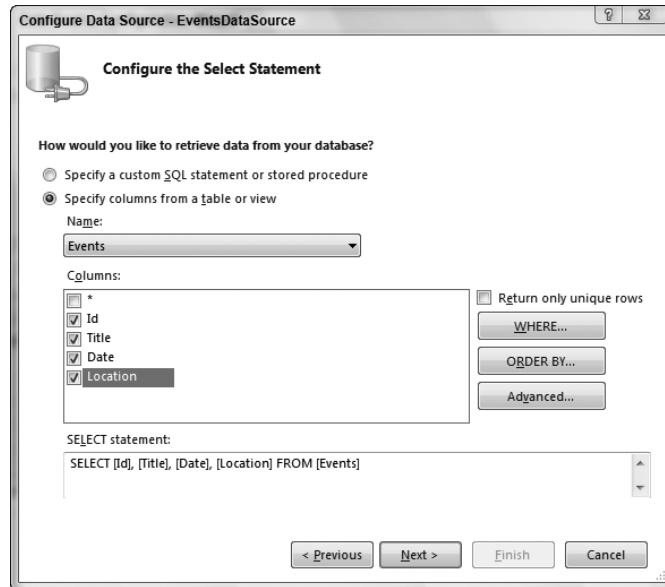 Configure Data Source - EventsDataSource
Configure the Select Statement
How would you like to retrieve data from your database?
Specify a custom SQL statement or stored procedure
Specify columns from a table or view
Name:
Events
Columns:
*
Return only unique rows
Id
WHERE...
Title
Date
ORDER BY...
Location
Advanced...
SELECT statement:
SELECT [Id], [Title], [Date], [Location] FROM [Events]
< Previous Next > Finish Cancel